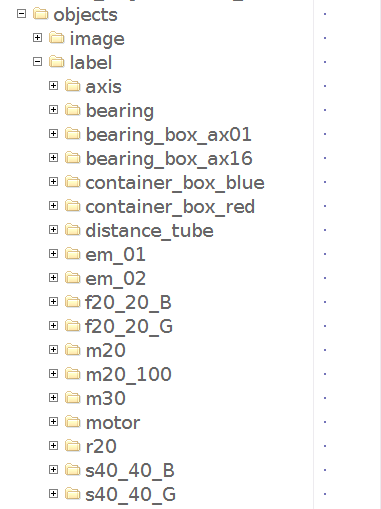 objects
image
label
axis
bearing
bearing_box_ax01
bearing_box_ax16
container_box_blue
container_box_red
distance_tube
em_01
em_02
f20_20_B
f20_20_G
m20
m20_100
m30
motor
r20
s40_40_B
s40_40_G